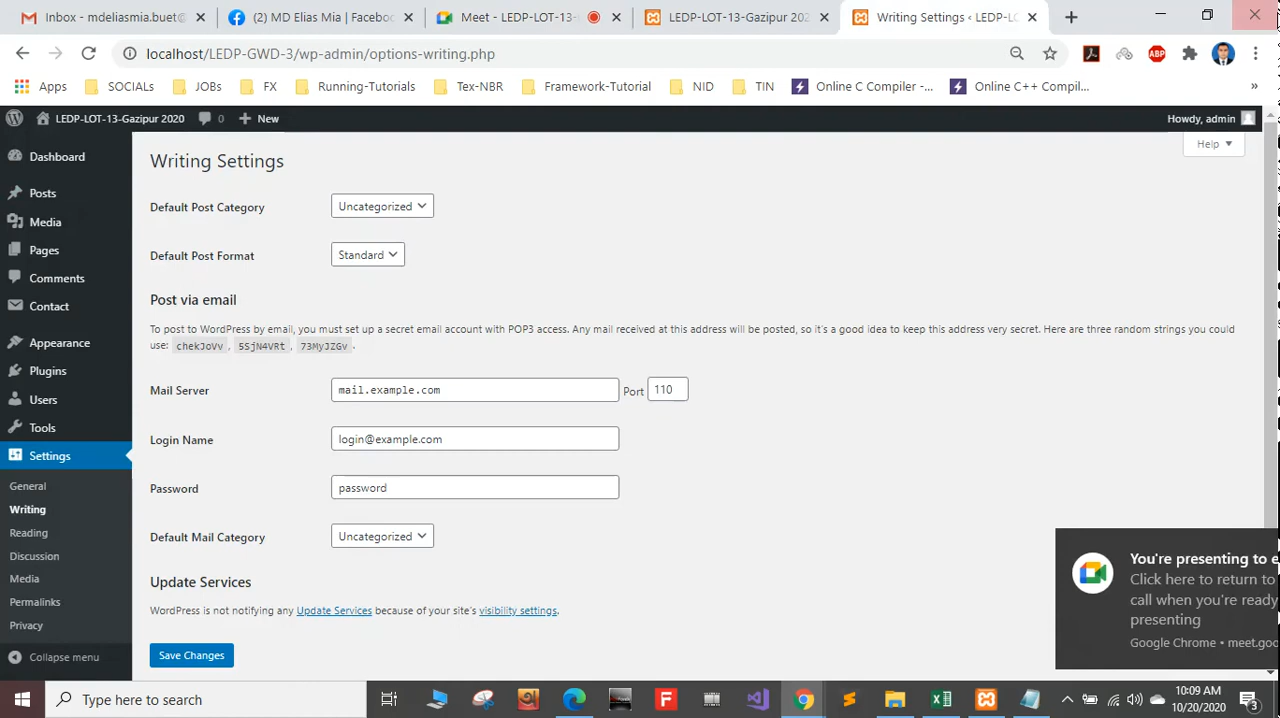 Inbox - mdeliasmia.buet@
(2) MD Elias Mia | Facebook
Meet - LEDP-LOT-13-
LEDP-LOT-13-Gazipur 202
Writing Settings ‹ LEDP-LO
localhost/LEDP-GWD-3/wp-admin/options-writing.php
ABP
Apps
SOCIALs
JOBs
FX
Running-Tutorials
Tex-NBR
Framework-Tutorial
NID
TIN
Online C Compiler -...
Online C++ Compil...
»
LEDP-LOT-13-Gazipur 2020
0
New
Howdy, admin
Dashboard
Posts
Media
Pages
Comments
Contact
Appearance
Plugins
Users
Tools
Settings
General
Writing
Reading
Discussion
Media
Permalinks
Privacy
Collapse menu
Help
Writing Settings
Default Post Category
Uncategorized
Default Post Format
Standard
Post via email
To post to WordPress by email, you must set up a secret email account with POP3 access. Any mail received at this address will be posted, so it's a good idea to keep this address very secret. Here are three random strings you could
use: chekJoVv, 5SjN4VRt, 73MyJZGv.
Mail Server
mail.example.com
Port
110
Login Name
login@example.com
Password
password
Default Mail Category
Uncategorized
Update Services
WordPress is not notifying any Update Services because of your site's visibility settings.
Save Changes
You're presenting to e
Click here to return to
call when you're ready
presenting
Google Chrome • meet.goo
Type here to search
10:09 AM
10/20/2020
3